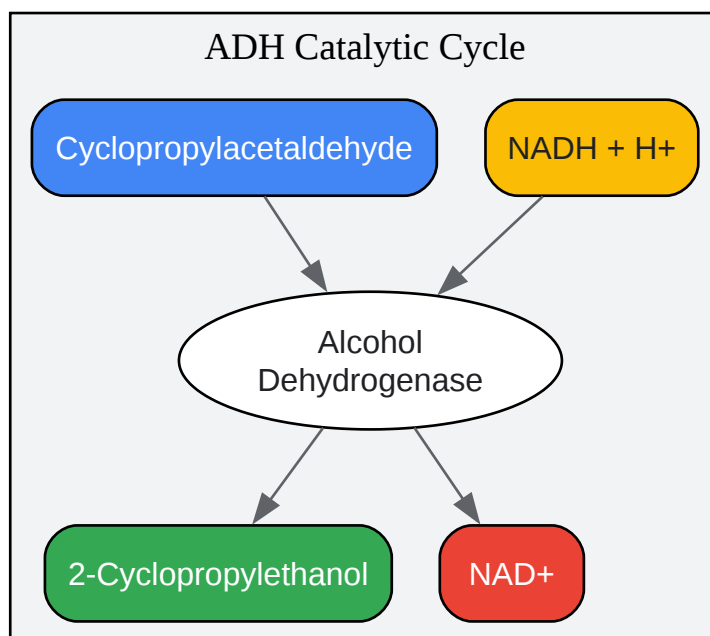 ADH Catalytic Cycle
Cyclopropylacetaldehyde
NADH + H+
Alcohol
Dehydrogenase
2-Cyclopropylethanol
NAD+